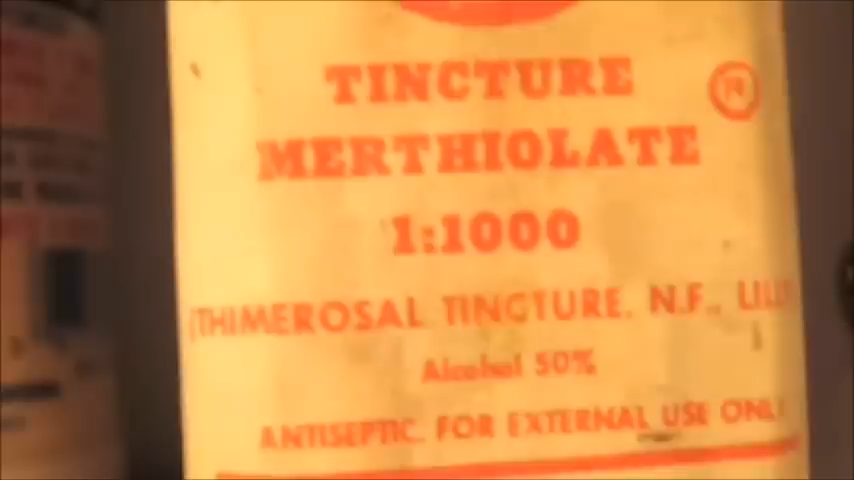 TINCTURE
MERTHIOLATE
1:1000
(THIMEROSAL TINCTURE, N.F., LILLY
Alcohol 50%
ANTISEPTIC. FOR EXTERNAL USE ONLY